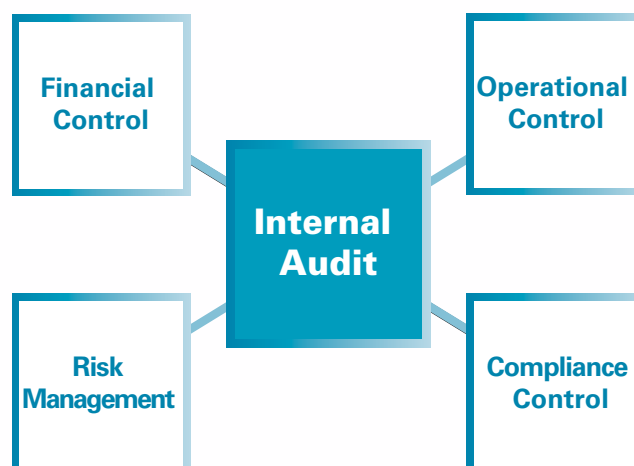 Financial
Control
Operational
Control
Internal
Audit
Risk
Management
Compliance
Control